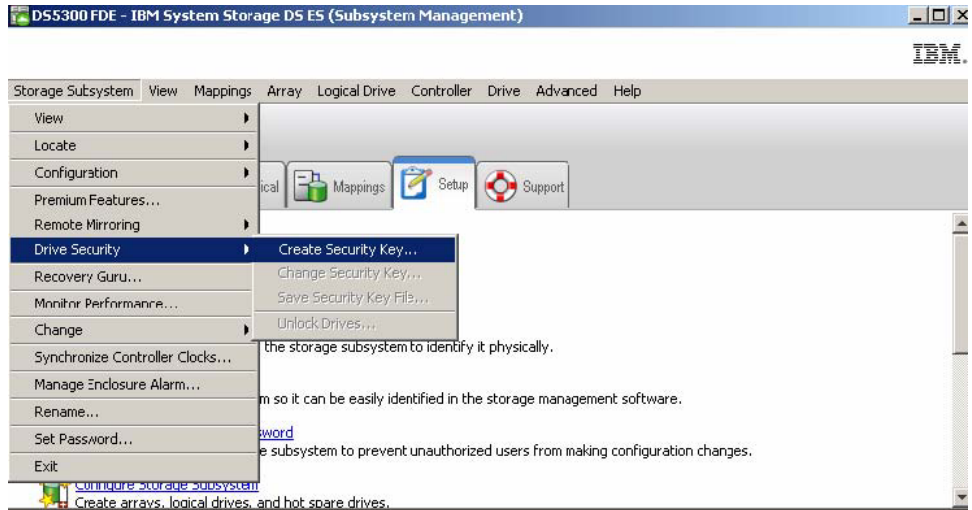 DS5300 FDE - IBM System Storage DS ES (Subsystem Management)
IBM.
Storage Subsystem View Mappings Array Logical Drive Controller Drive Advanced Help
View
Locate
Configuration
Premium Features...
Remote Mirroring
Drive Security
Recovery Guru...
Monitor Performance...
Change
Synchronize Controller Clocks...
Manage Enclosure Alarm...
Rename...
Set Password...
Exit
Create Security Key...
Change Security Key...
Save Security Key File...
Unlock Drives...
ical Mappings Setup Support
the storage subsystem to identify it physically.
m so it can be easily identified in the storage management software.
sword
e subsystem to prevent unauthorized users from making configuration changes.
Configure Storage Subsystem
Create arrays, logical drives, and hot spare drives.